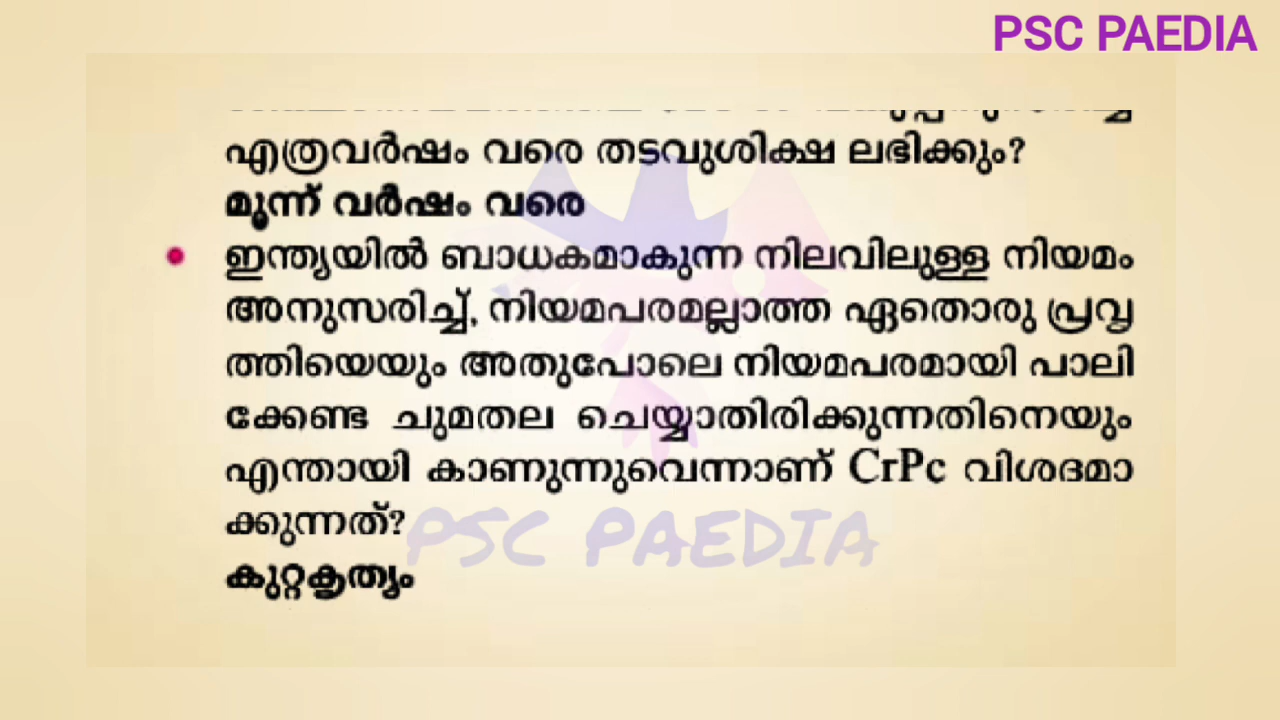 PSC PAEDIA
എത്രവർഷം വരെ തടവുശിക്ഷ ലഭിക്കും?
മൂന്ന് വർഷം വരെ
• ഇന്ത്യയിൽ ബാധകമാകുന്ന നിലവിലുള്ള നിയമം
അനുസരിച്ച്, നിയമപരമല്ലാത്ത ഏതൊരു പ്രവൃ
ത്തിയെയും അതുപോലെ നിയമപരമായി പാലി
ക്കേണ്ട ചുമതല ചെയ്യാതിരിക്കുന്നതിനെയും
എന്തായി കാണുന്നുവെന്നാണ് CrPc വിശദമാ
ക്കുന്നത്?
PSC PAEDIA
കുറ്റകൃത്യം